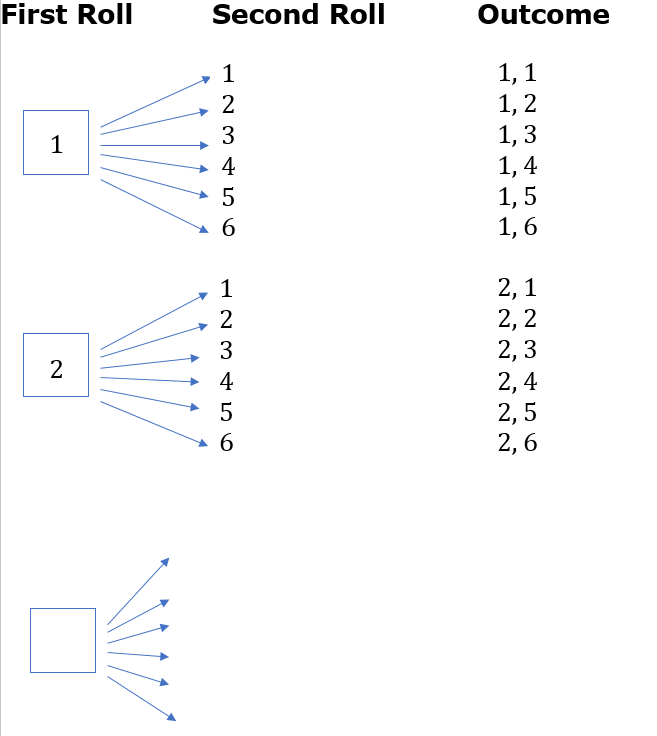 First Roll Second Roll Outcome
1 1, 1
2 1, 2
1 3 1, 3
4 1, 4
5 1, 5
6 1, 6
1 2, 1
2 2, 2
3 2, 3
2 4 2, 4
5 2, 5
6 2, 6